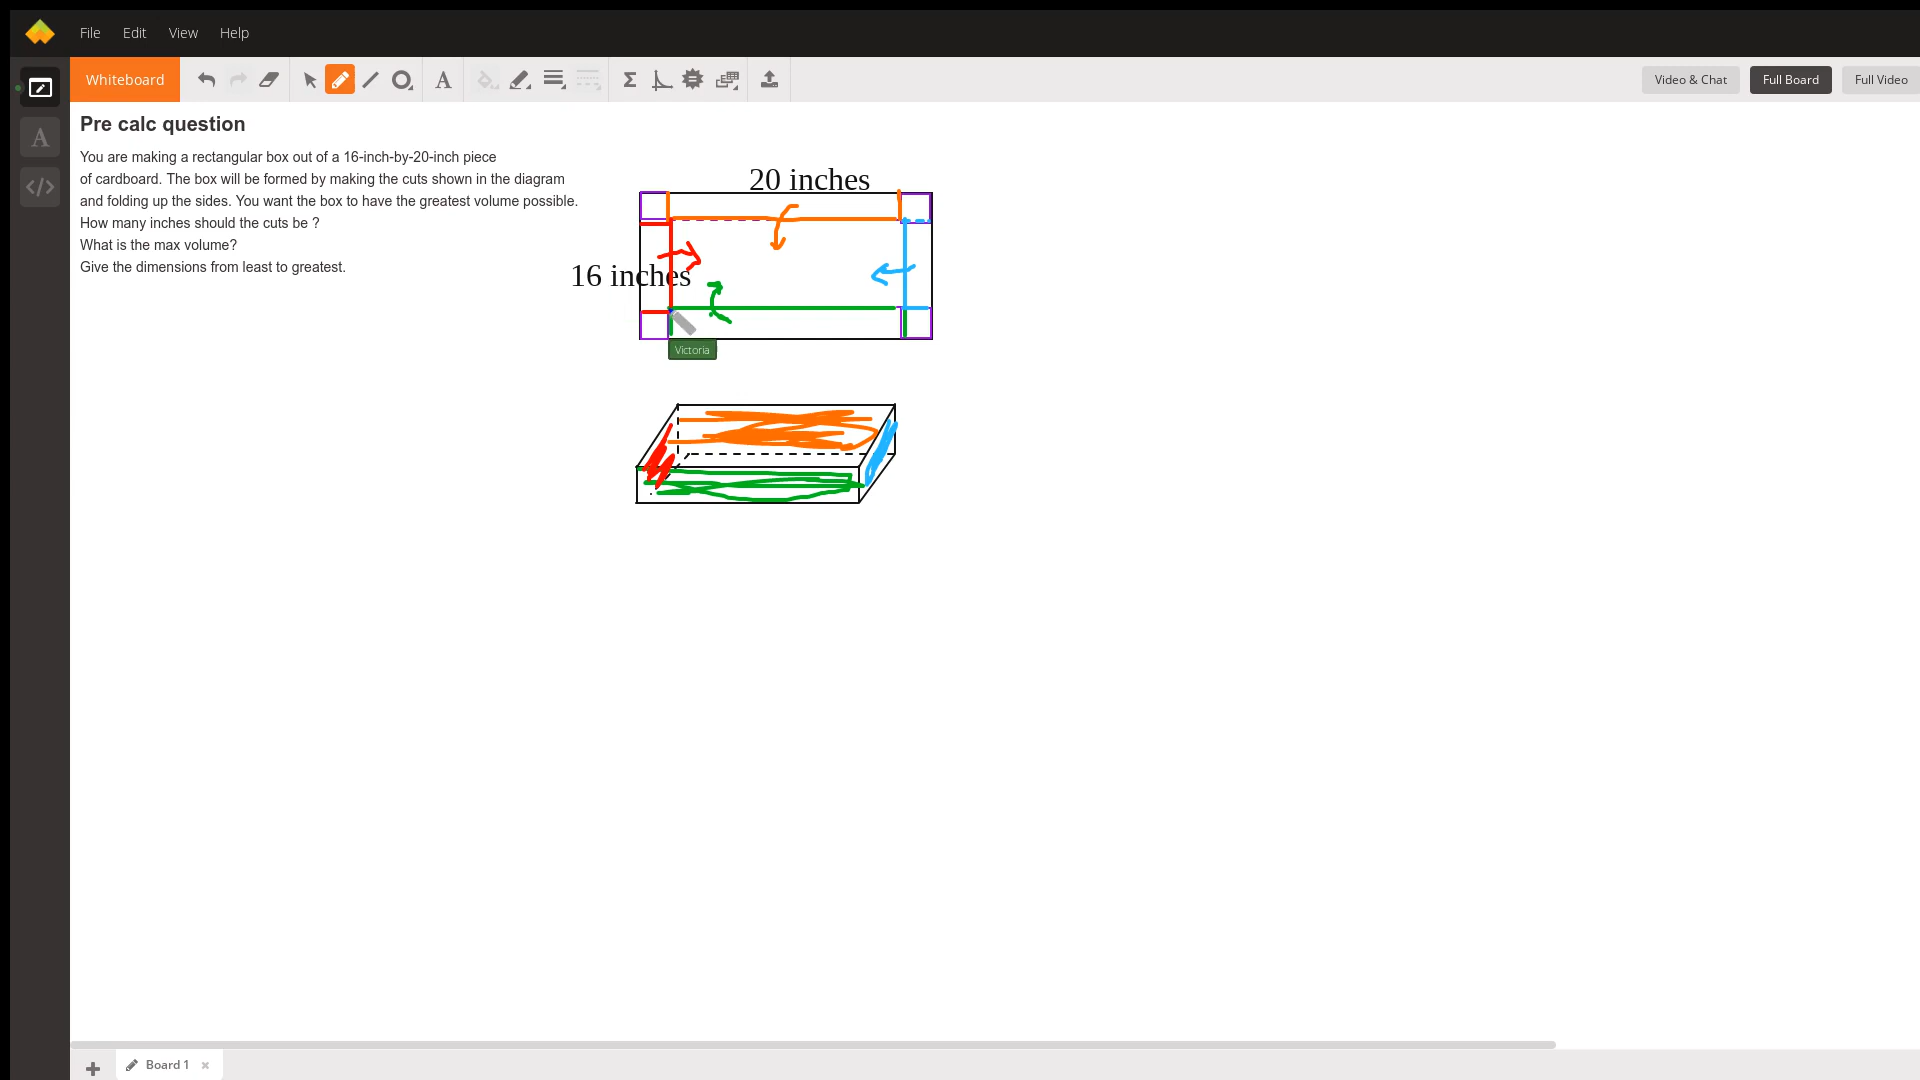 File Edit View Help
Whiteboard
A
Σ
Video & Chat
Full Board
Full Video
A
Pre calc question
You are making a rectangular box out of a 16-inch-by-20-inch piece
of cardboard. The box will be formed by making the cuts shown in the diagram
and folding up the sides. You want the box to have the greatest volume possible.
How many inches should the cuts be ?
What is the max volume?
Give the dimensions from least to greatest.
20 inches
16 inches
Victoria
Board 1